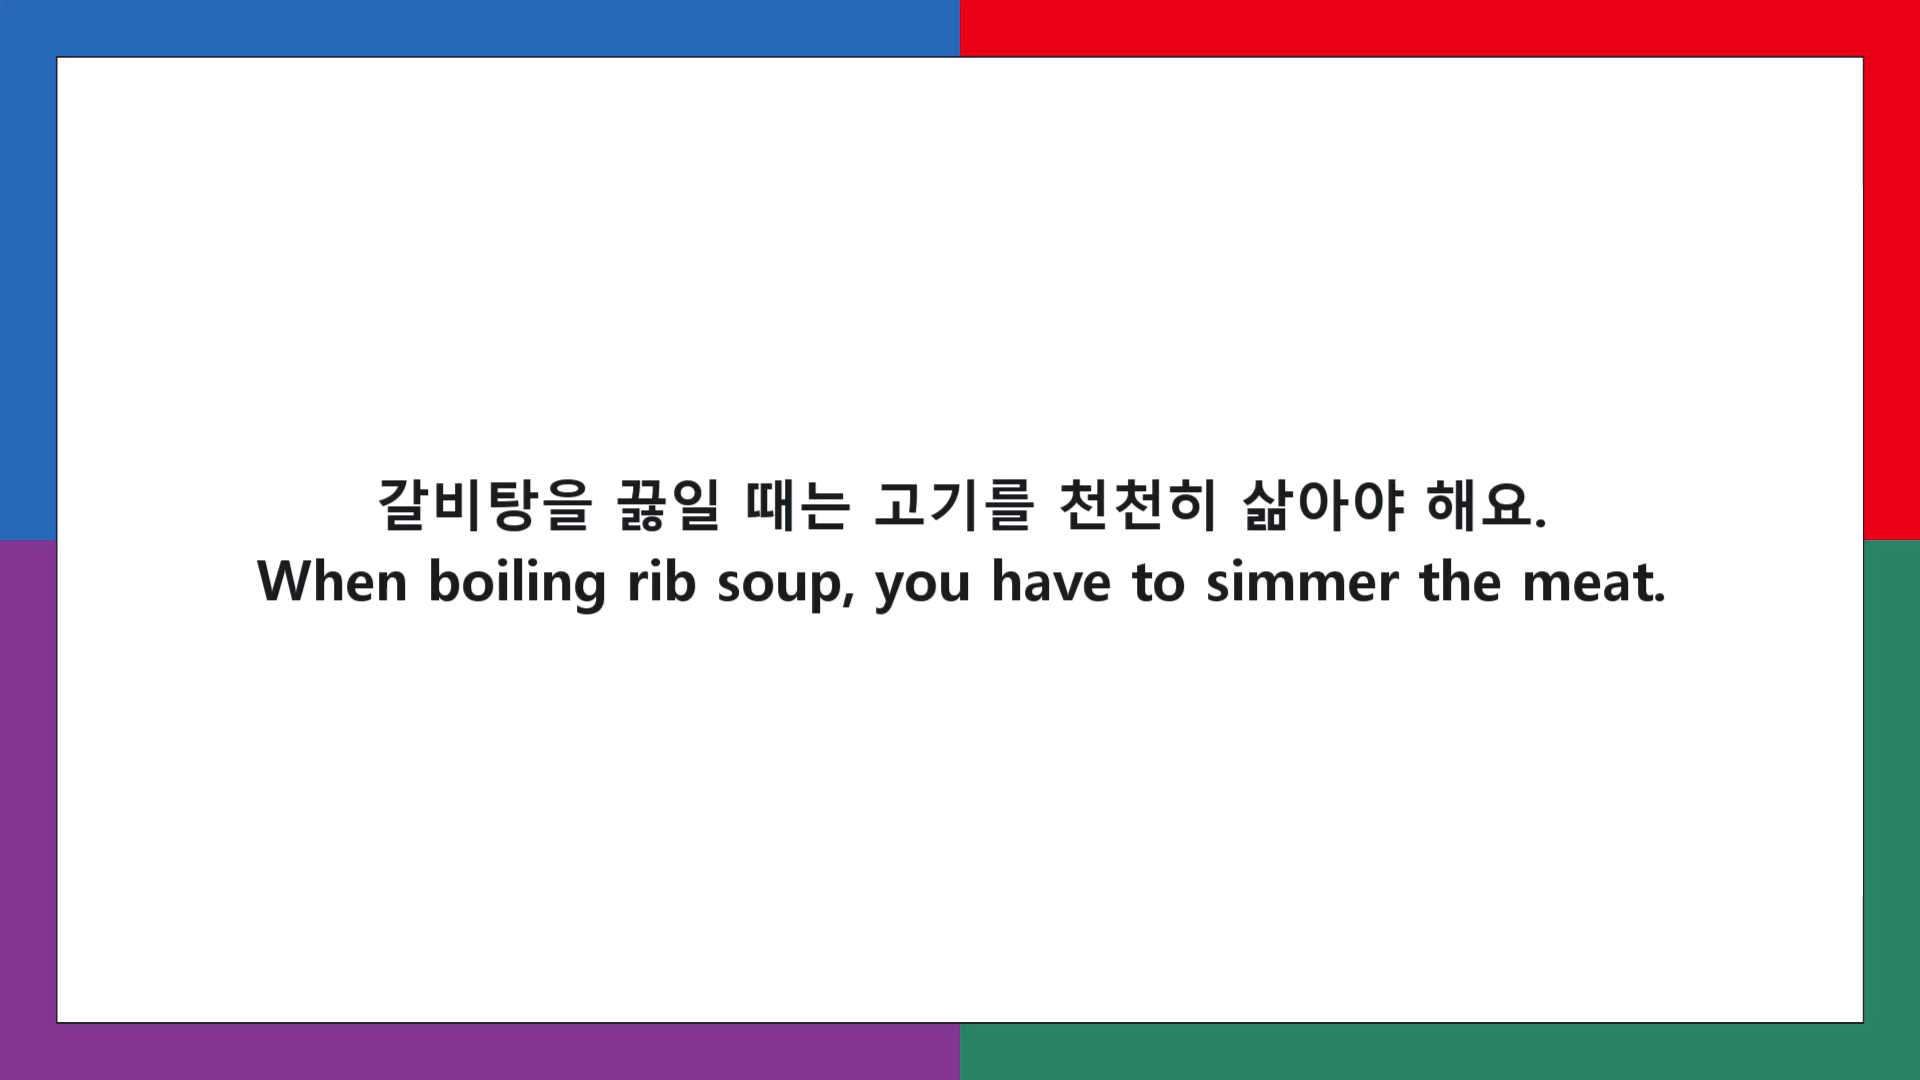 갈비탕을 끓일 때는 고기를 천천히 삶아야 해요.
When boiling rib soup, you have to simmer the meat.